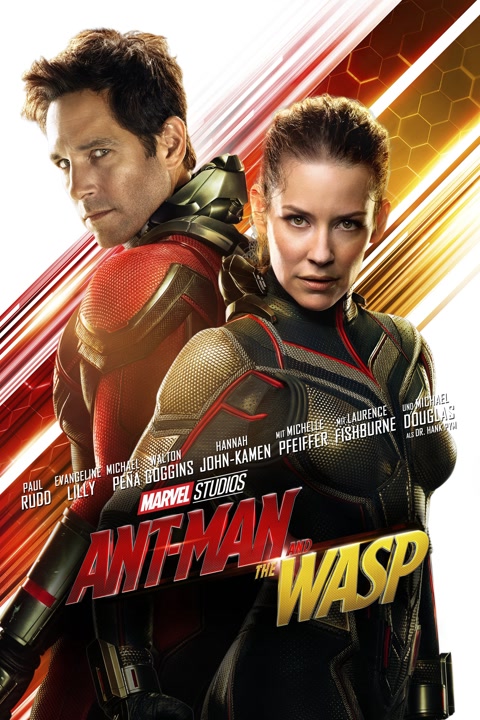 PAUL RUDO
EVANGELINE LILLY
MICHAEL PEÑA
WALTON GOGGINS
HANNAH JOHN-KAMEN
MIT MICHELLE PFEIFFER
MIT LAURENCE FISHBURNE
UND MICHAEL DOUGLAS
ALS DR. HANK PYM
MARVEL STUDIOS
ANT-MAN AND
THE WASP